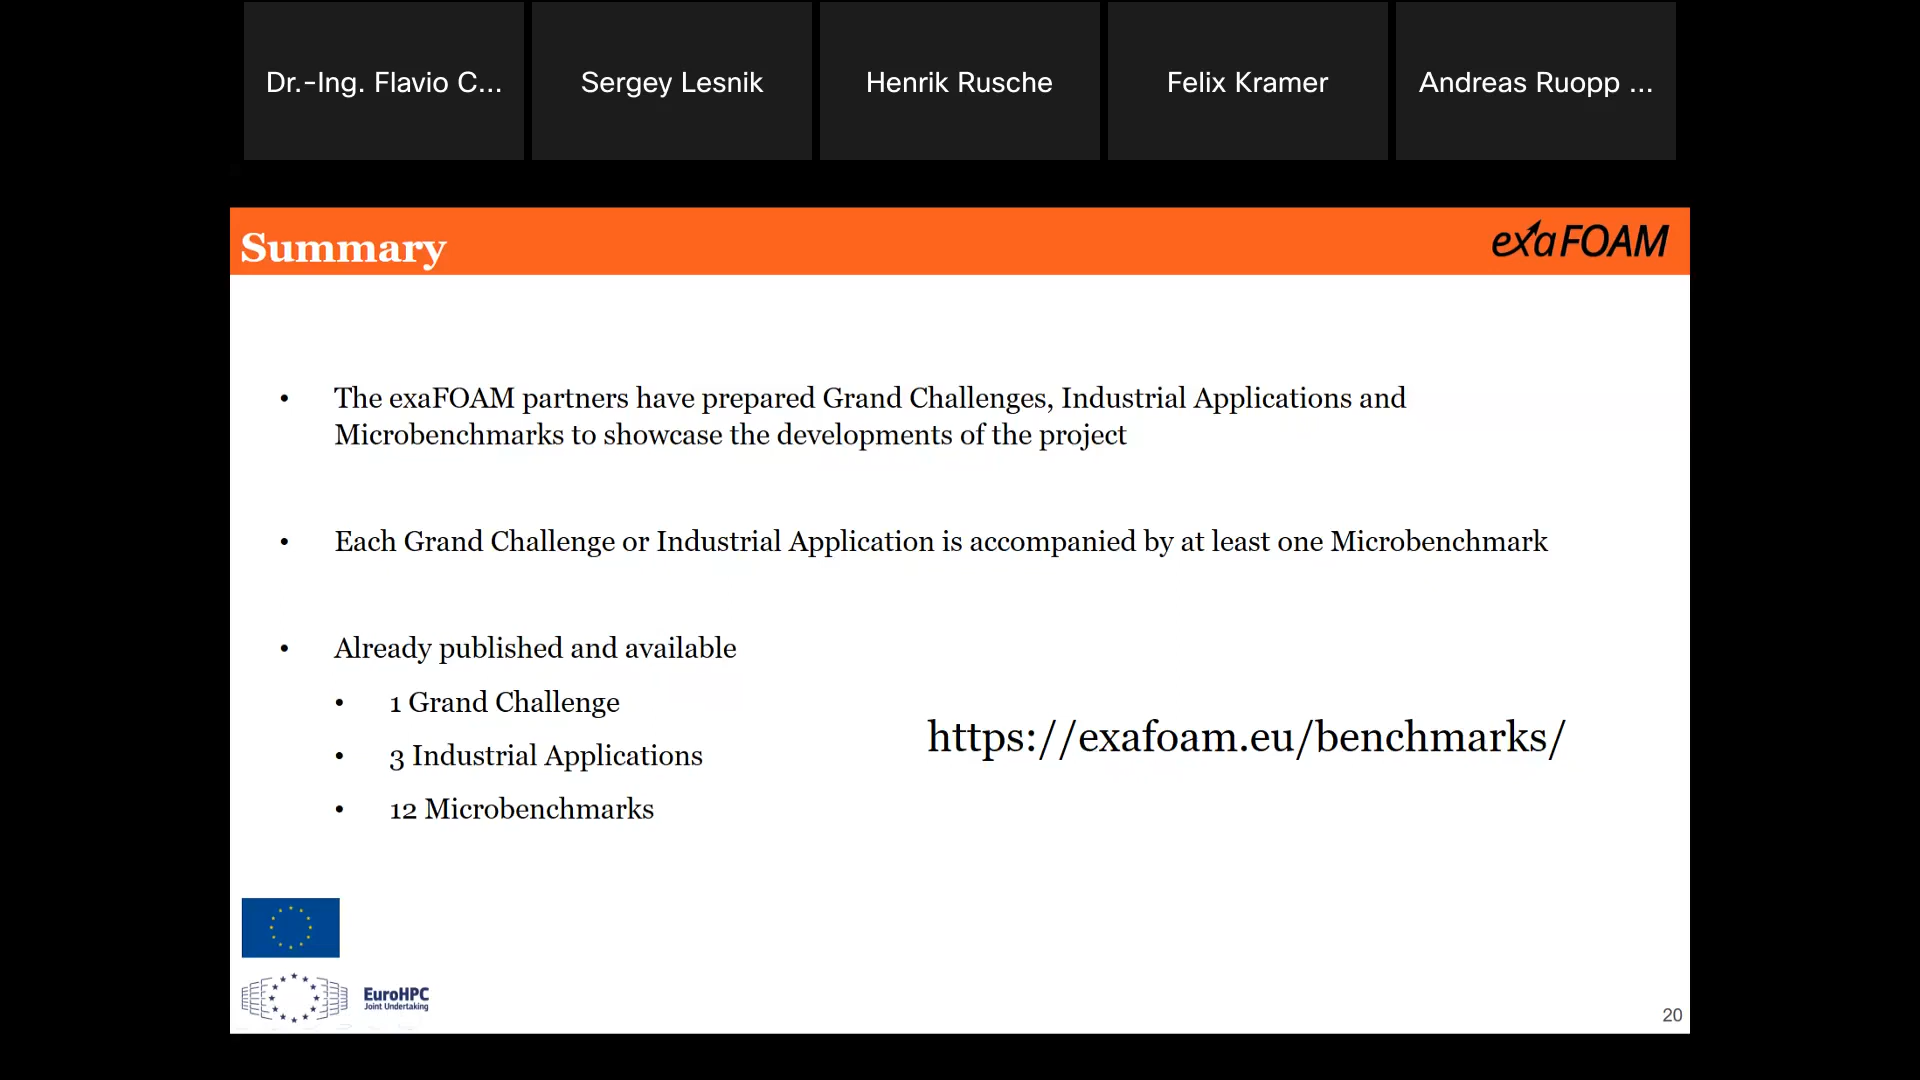 Dr.-Ing. Flavio C...
Sergey Lesnik
Henrik Rusche
Felix Kramer
Andreas Ruopp ...
Summary
exaFOAM
• The exaFOAM partners have prepared Grand Challenges, Industrial Applications and
Microbenchmarks to showcase the developments of the project
• Each Grand Challenge or Industrial Application is accompanied by at least one Microbenchmark
• Already published and available
• 1 Grand Challenge
• 3 Industrial Applications
• 12 Microbenchmarks
https://exafoam.eu/benchmarks/
EuroHPC
Joint Undertaking
20